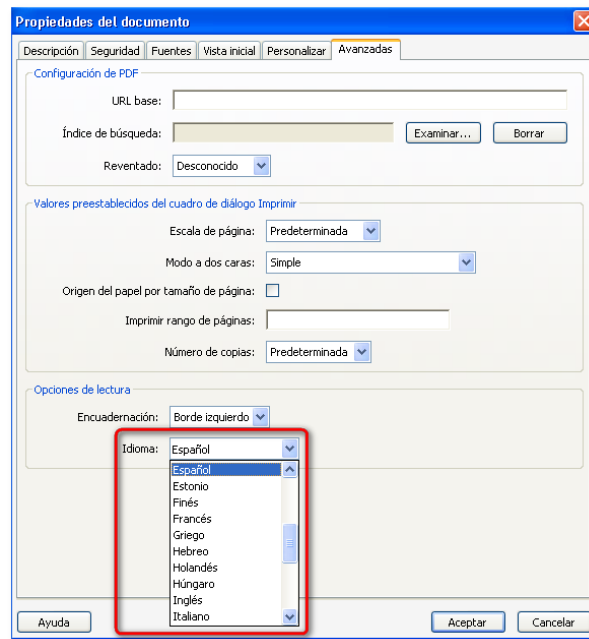 Propiedades del documento
Descripción Seguridad Fuentes Vista inicial Personalizar Avanzadas
Configuración de PDF
URL base:
Índice de búsqueda: Examinar... Borrar
Reventado: Desconocido
Valores preestablecidos del cuadro de diálogo Imprimir
Escala de página: Predeterminada
Modo a dos caras: Simple
Origen del papel por tamaño de página:
Imprimir rango de páginas:
Número de copias: Predeterminada
Opciones de lectura
Encuadernación: Borde izquierdo
Idioma: Español
Español
Estonio
Finés
Francés
Griego
Hebreo
Holandés
Húngaro
Inglés
Italiano
Ayuda Aceptar Cancelar